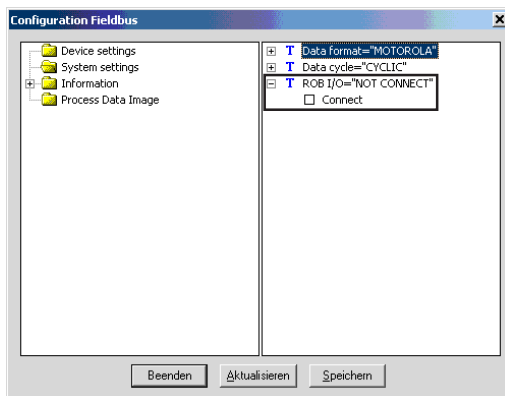 Configuration Fieldbus
Device settings
System settings
Information
Process Data Image
T Data format="MOTOROLA"
T Data cycle="CYCLIC"
T ROB I/O="NOT CONNECT"
Connect
Beenden
Aktualisieren
Speichern